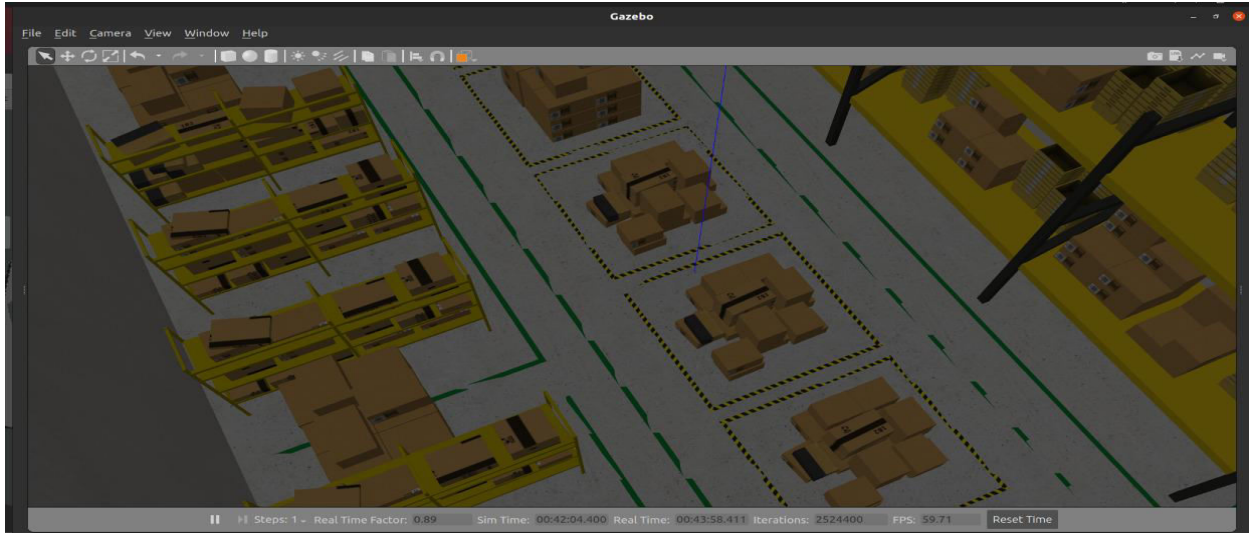 Gazebo
File Edit Camera View Window Help
Steps: 1 Real Time Factor: 0.89 Sim Time: 00:42:04.400 Real Time: 00:43:58.411 Iterations: 2524400 FPS: 59.71 Reset Time